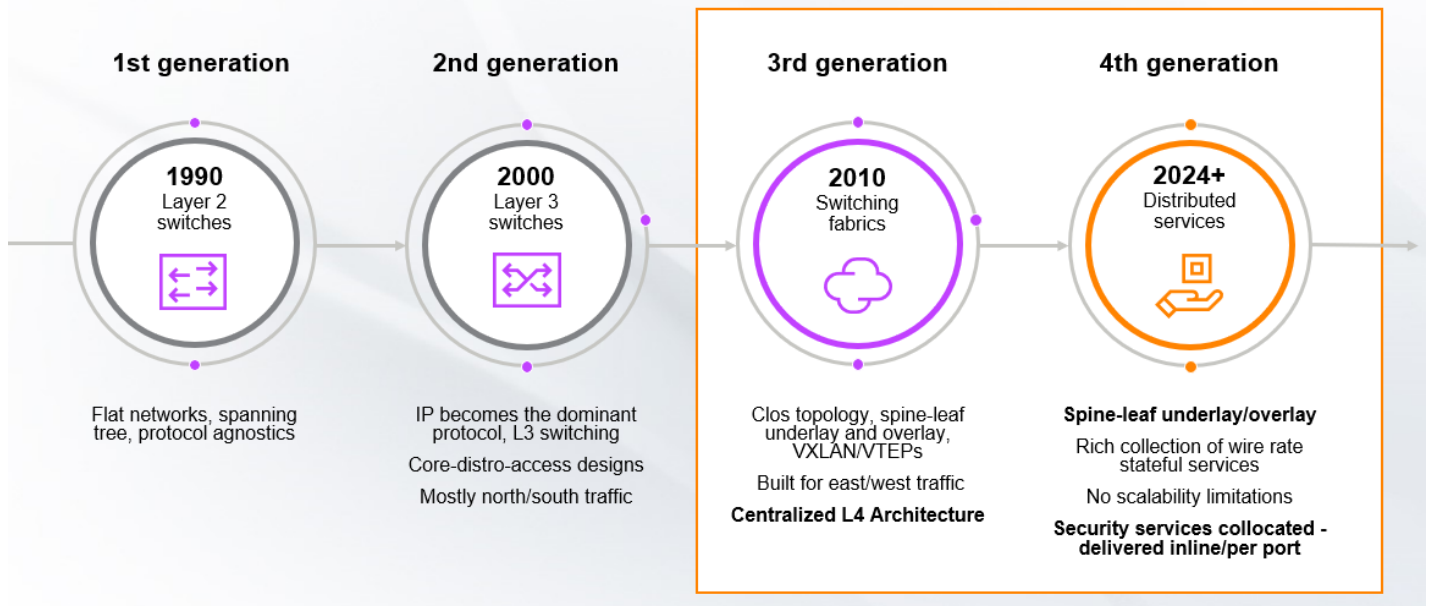 1st generation
1990
Layer 2
switches
Flat networks, spanning
tree, protocol agnostics
2nd generation
2000
Layer 3
switches
IP becomes the dominant
protocol, L3 switching
Core-distro-access designs
Mostly north/south traffic
3rd generation
2010
Switching
fabrics
Clos topology, spine-leaf
underlay and overlay,
VXLAN/VTEPs
Built for east/west traffic
Centralized L4 Architecture
4th generation
2024+
Distributed
services
Spine-leaf underlay/overlay
Rich collection of wire rate
stateful services
No scalability limitations
Security services collocated -
delivered inline/per port